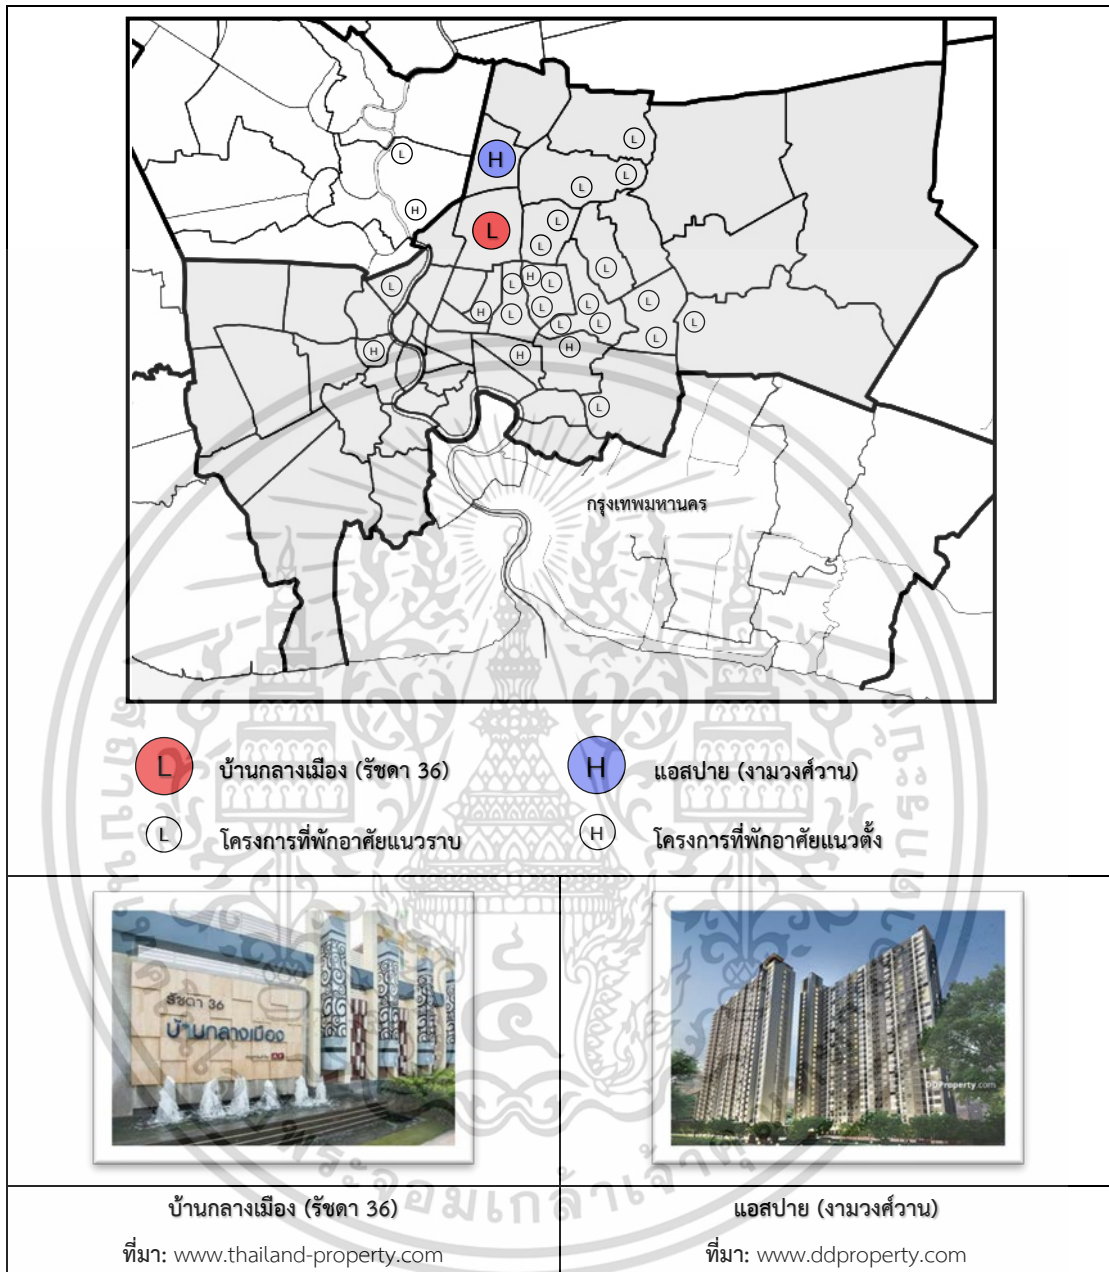 L
H
L
L
H
L
L
L
L
L
H
L
L
L
H
L
L
H
L
L
L
L
L
L
L
L
H
H
H
L
กรุงเทพมหานคร
L บ้านกลางเมือง (รัชดา 36)
H แอสปาย (งามวงศ์วาน)
L โครงการที่พักอาศัยแนวราบ
H โครงการที่พักอาศัยแนวตั้ง
รัชดา 36
บ้านกลางเมือง
DDProperty.com
บ้านกลางเมือง (รัชดา 36)
ที่มา: www.thailand-property.com
แอสปาย (งามวงศ์วาน)
ที่มา: www.ddproperty.com